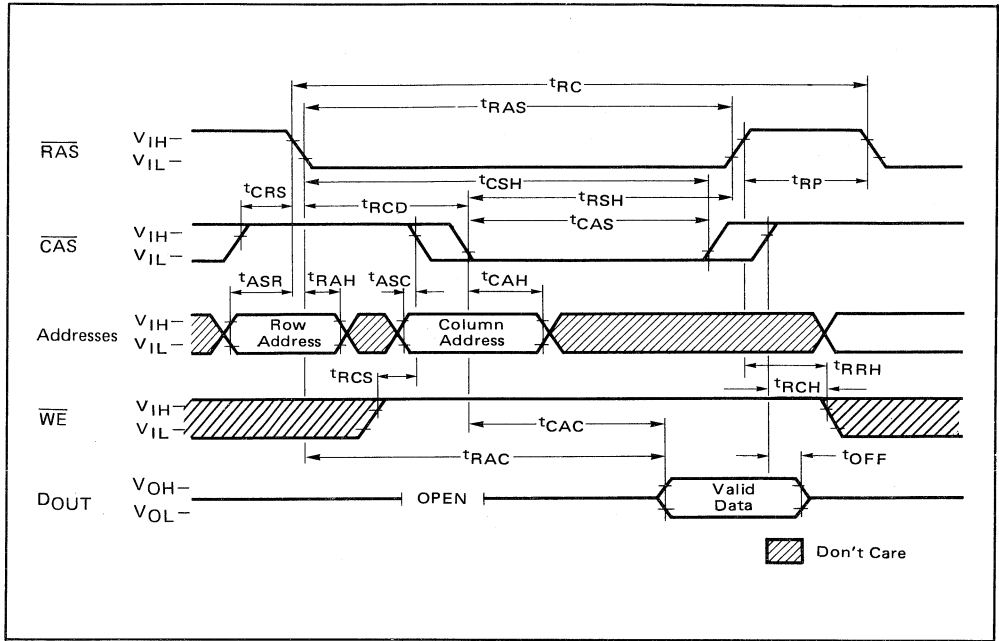 tRC
tRAS
RAS
VIH
VIL
tCSH
tRP
tCRS
tRCD
tRSH
tCAS
CAS
VIH
VIL
tASR
tRAH
tASC
tCAH
Addresses
VIH
VIL
Row
Address
Column
Address
tRCS
tRRH
tRCH
WE
VIH
VIL
tCAC
tRAC
tOFF
DOUT
VOH
VOL
OPEN
Valid
Data
Don't Care